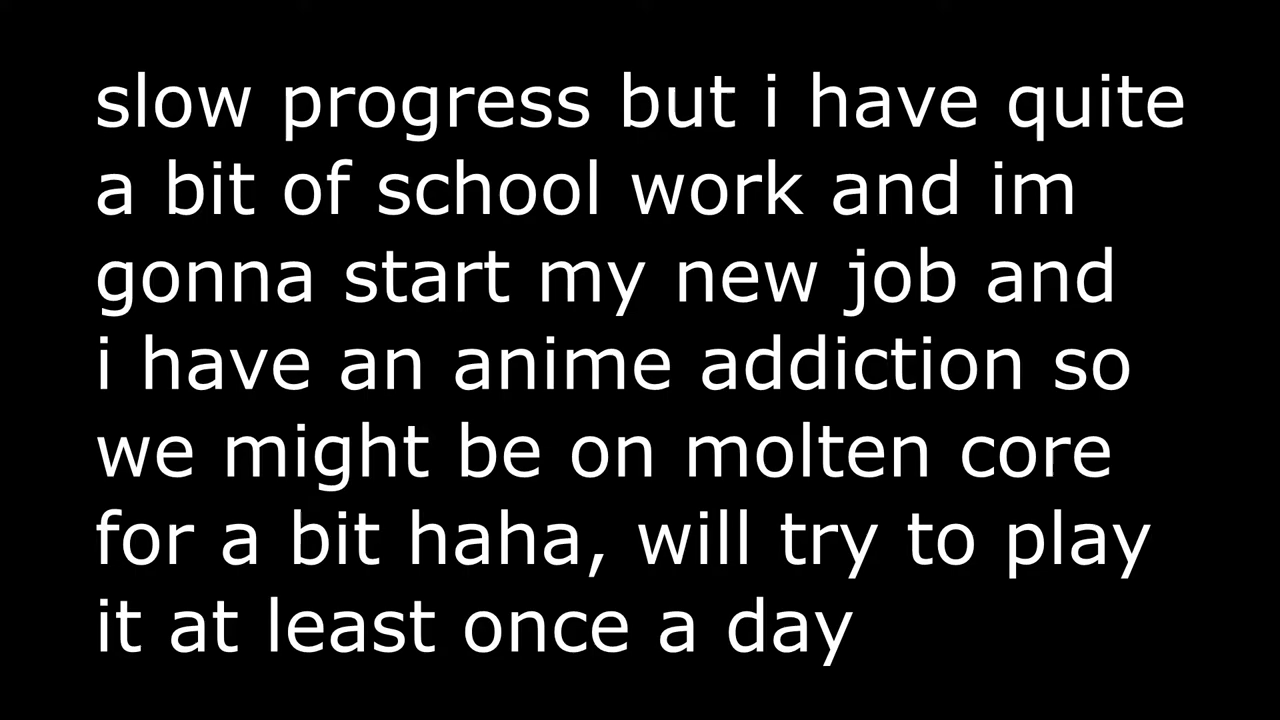 slow progress but i have quite
a bit of school work and im
gonna start my new job and
i have an anime addiction so
we might be on molten core
for a bit haha, will try to play
it at least once a day